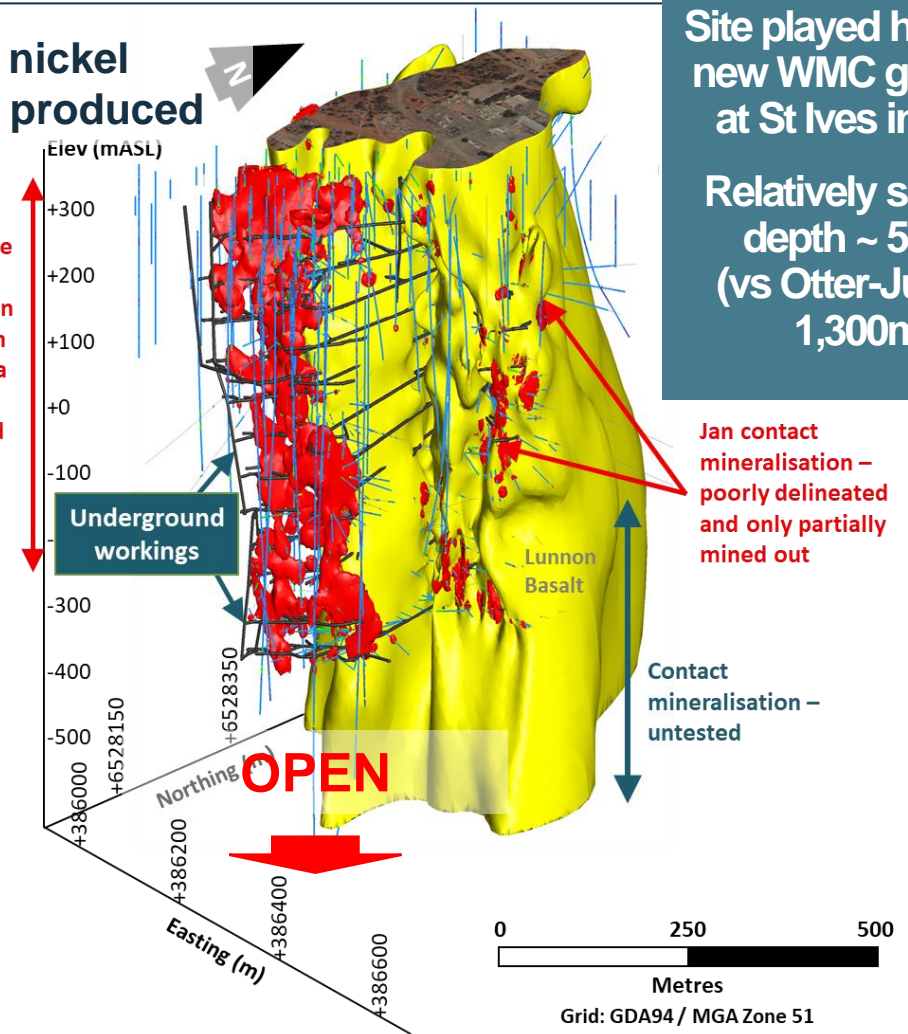 nickel
produced
N
Elev (mASL)
+300
+200
+100
+0
-100
-300
-400
-500
Underground
workings
Site played h
new WMC g
at St Ives in
Relatively s
depth ~ 5
(vs Otter-Ju
1,300
Jan contact
mineralisation –
poorly delineated
and only partially
mined out
Lunnon
Basalt
Contact
mineralisation –
untested
+6528150
+6528350
Northing (m)
OPEN
+386000
+386200
+386400
+386600
Easting (m)
0 250 500
Metres
Grid: GDA94 / MGA Zone 51